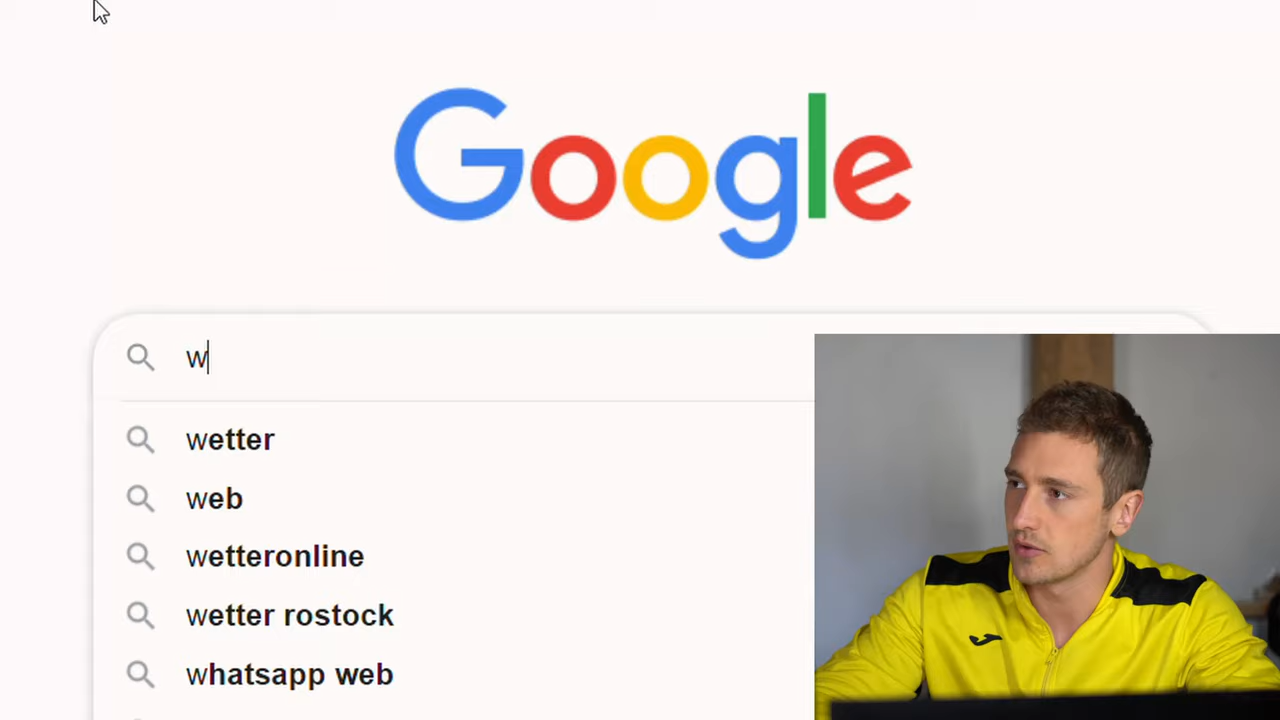 Google
w
wetter
web
wetteronline
wetter rostock
whatsapp web